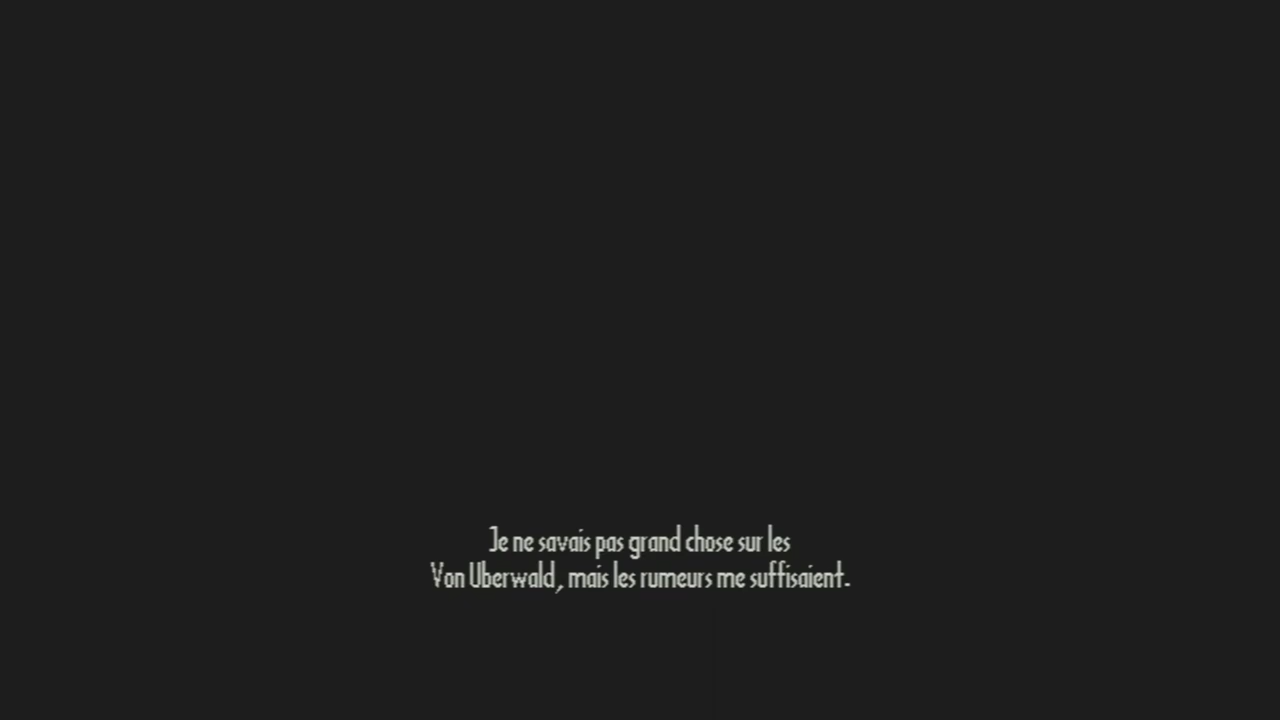 Je ne savais pas grand chose sur les
Von Uberwald, mais les rumeurs me suffisaient.